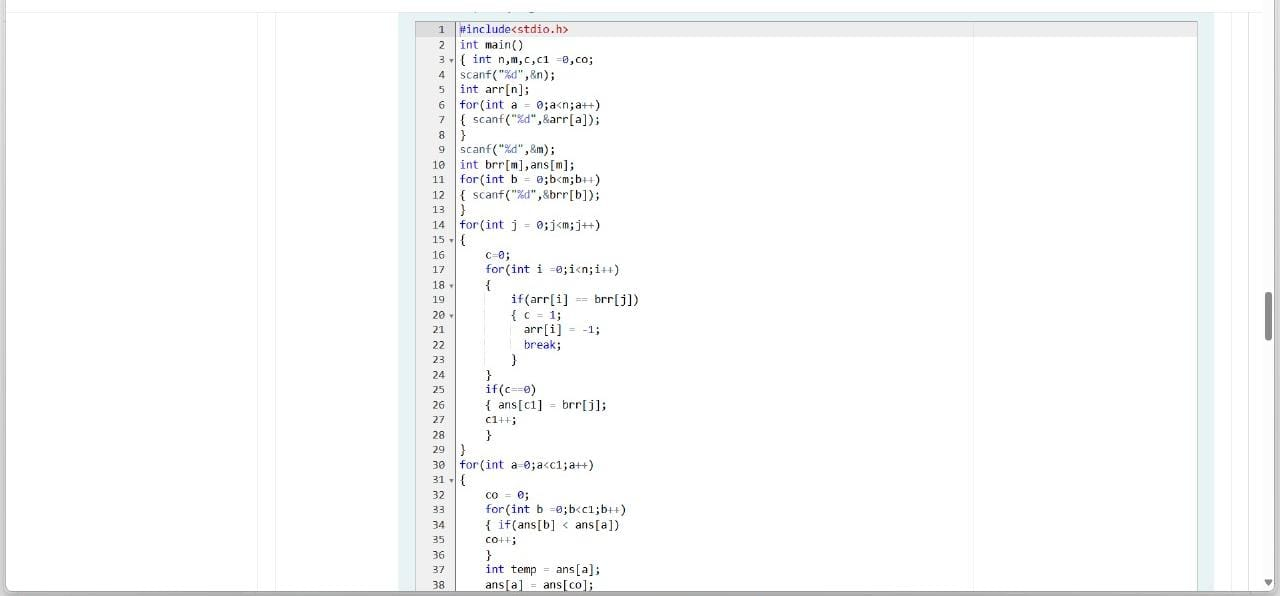 1 #include<stdio.h>
2 int main()
3 { int n,m,c,c1 =0,co;
4 scanf("%d",&n);
5 int arr[n];
6 for(int a = 0;a<n;a++)
7 { scanf("%d",&arr[a]);
8 }
9 scanf("%d",&m);
10 int brr[m],ans[m];
11 for(int b = 0;b<m;b++)
12 { scanf("%d",&brr[b]);
13 }
14 for(int j = 0;j<m;j++)
15 {
16     c=0;
17     for(int i =0;i<n;i++)
18     {
19         if(arr[i] == brr[j])
20         { c = 1;
21           arr[i] = -1;
22           break;
23         }
24     }
25     if(c==0)
26     { ans[c1] = brr[j];
27     c1++;
28     }
29 }
30 for(int a=0;a<c1;a++)
31 {
32     co = 0;
33     for(int b =0;b<c1;b++)
34     { if(ans[b] < ans[a])
35     co++;
36     }
37     int temp = ans[a];
38     ans[a] = ans[co];